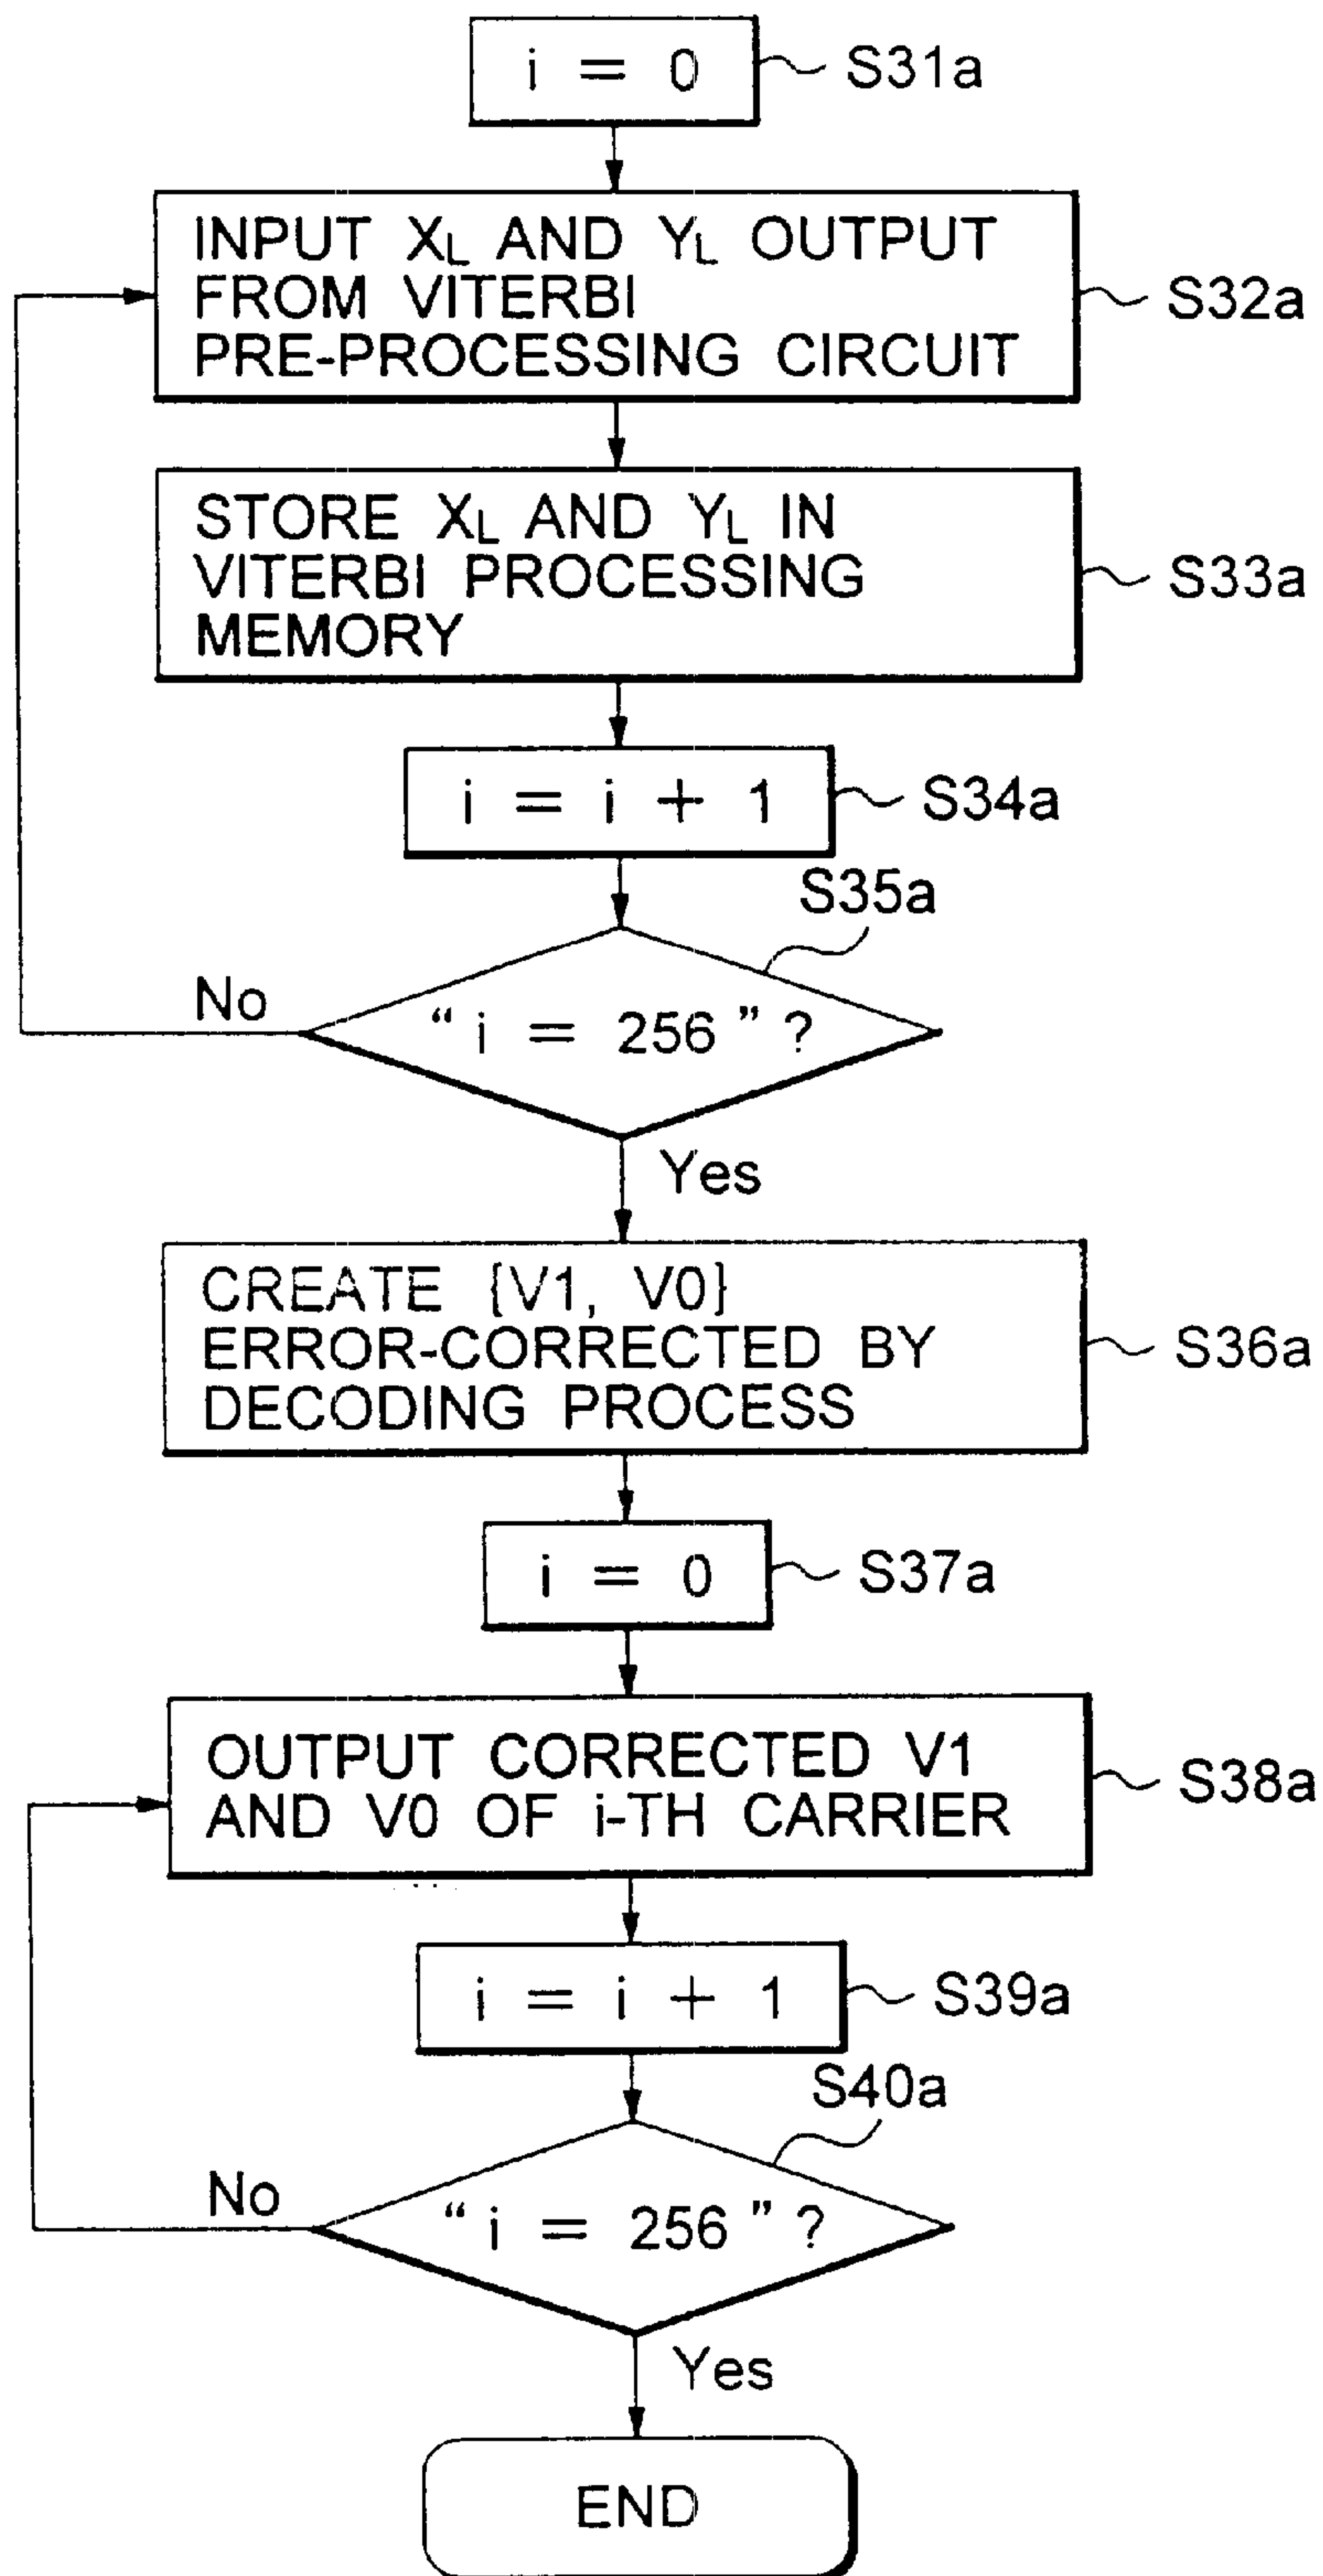 i = 0
S31a
INPUT XL AND YL OUTPUT
FROM VITERBI
PRE-PROCESSING CIRCUIT
S32a
STORE XL AND YL IN
VITERBI PROCESSING
MEMORY
S33a
i = i + 1
S34a
S35a
No
“ i = 256 ” ?
Yes
CREATE {V1, V0}
ERROR-CORRECTED BY
DECODING PROCESS
S36a
i = 0
S37a
OUTPUT CORRECTED V1
AND V0 OF i-TH CARRIER
S38a
i = i + 1
S39a
S40a
No
“ i = 256 ” ?
Yes
END